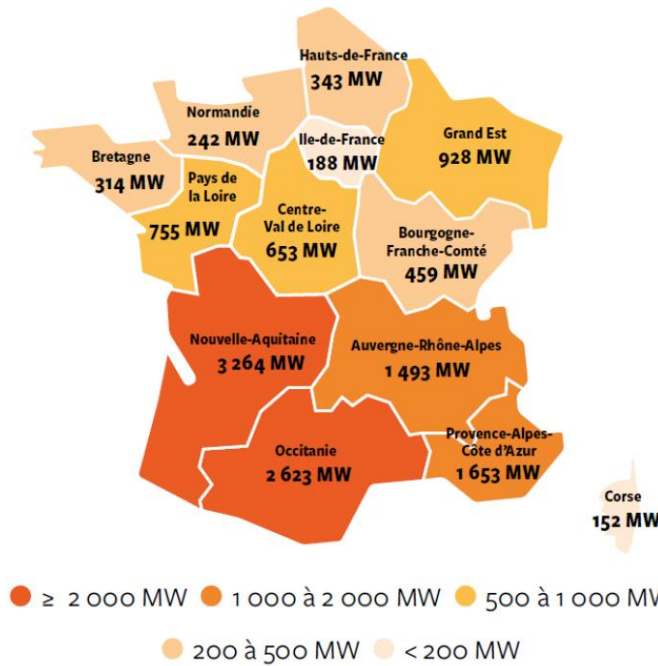 Hauts-de-France
343 MW
Normandie
242 MW
Ile-de-France
188 MW
Grand Est
928 MW
Bretagne
314 MW
Pays de
la Loire
755 MW
Centre-
Val de Loire
653 MW
Bourgogne-
Franche-Comté
459 MW
Nouvelle-Aquitaine
3 264 MW
Auvergne-Rhône-Alpes
1 493 MW
Occitanie
2 623 MW
Provence-Alpes-
Côte d'Azur
1 653 MW
Corse
152 MW
≥ 2 000 MW 1 000 à 2 000 MW 500 à 1 000 MW
200 à 500 MW < 200 MW